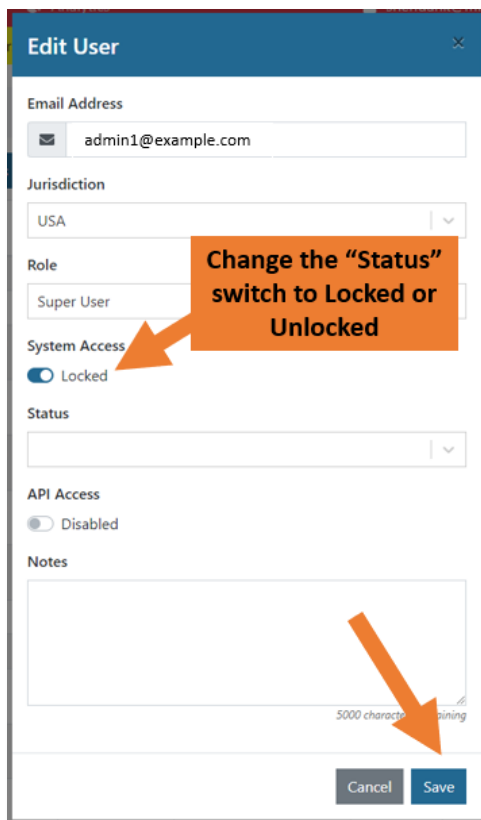 Edit User
×
Email Address
admin1@example.com
Jurisdiction
USA
Role
Change the “Status”
switch to Locked or
Unlocked
Super User
System Access
Locked
Status
API Access
Disabled
Notes
5000
Cancel
Save